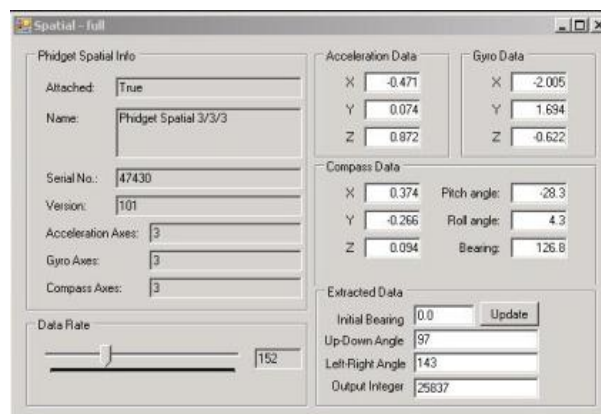 Spatial - full
Phidget Spatial Info
Attached: True
Name: Phidget Spatial 3/3/3
Serial No.: 47430
Version: 101
Acceleration Axes: 3
Gyro Axes: 3
Compass Axes: 3
Data Rate
152
Acceleration Data
X -0.471
Y 0.074
Z 0.872
Gyro Data
X -2.005
Y 1.694
Z -0.622
Compass Data
X 0.374 Pitch angle: -28.3
Y -0.266 Roll angle: 4.3
Z 0.094 Bearing: 126.8
Extracted Data
Initial Bearing 0.0 Update
Up-Down Angle 97
Left-Right Angle 143
Output Integer 25837